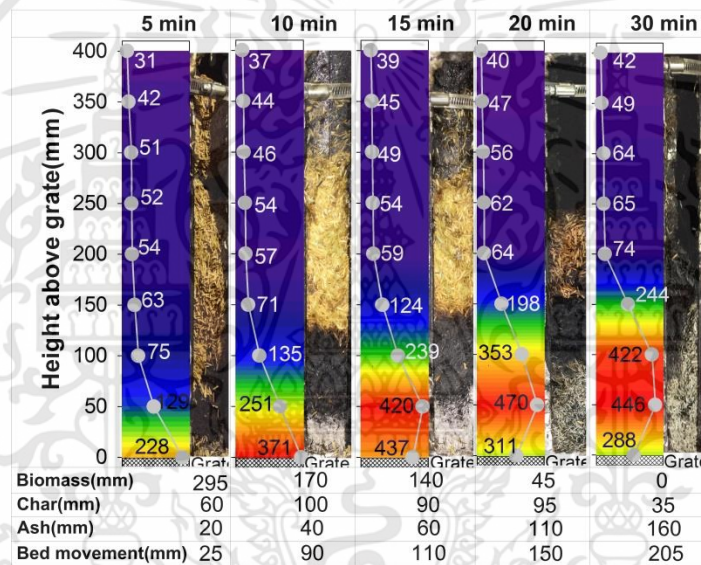 5 min 10 min 15 min 20 min 30 min
Height above grate(mm)
400 31 37 39 40 42
350 42 44 45 47 49
300 51 46 49 56 64
250 52 54 54 62 65
200 54 57 59 64 74
150 63 71 124 198 244
100 75 135 239 353 422
50 129 251 420 470 446
0 228 371 437 311 288
Grate Grate Grate Grate Grate
Biomass(mm) 295 170 140 45 0
Char(mm) 60 100 90 95 35
Ash(mm) 20 40 60 110 160
Bed movement(mm) 25 90 110 150 205